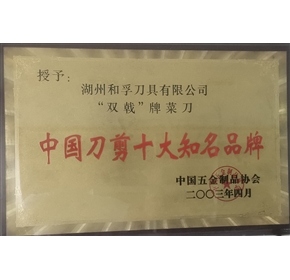 授予：
湖州和孚刀具有限公司
“双戟”牌菜刀
中国刀剪十大知名品牌
中国五金制品协会
二〇〇三年四月